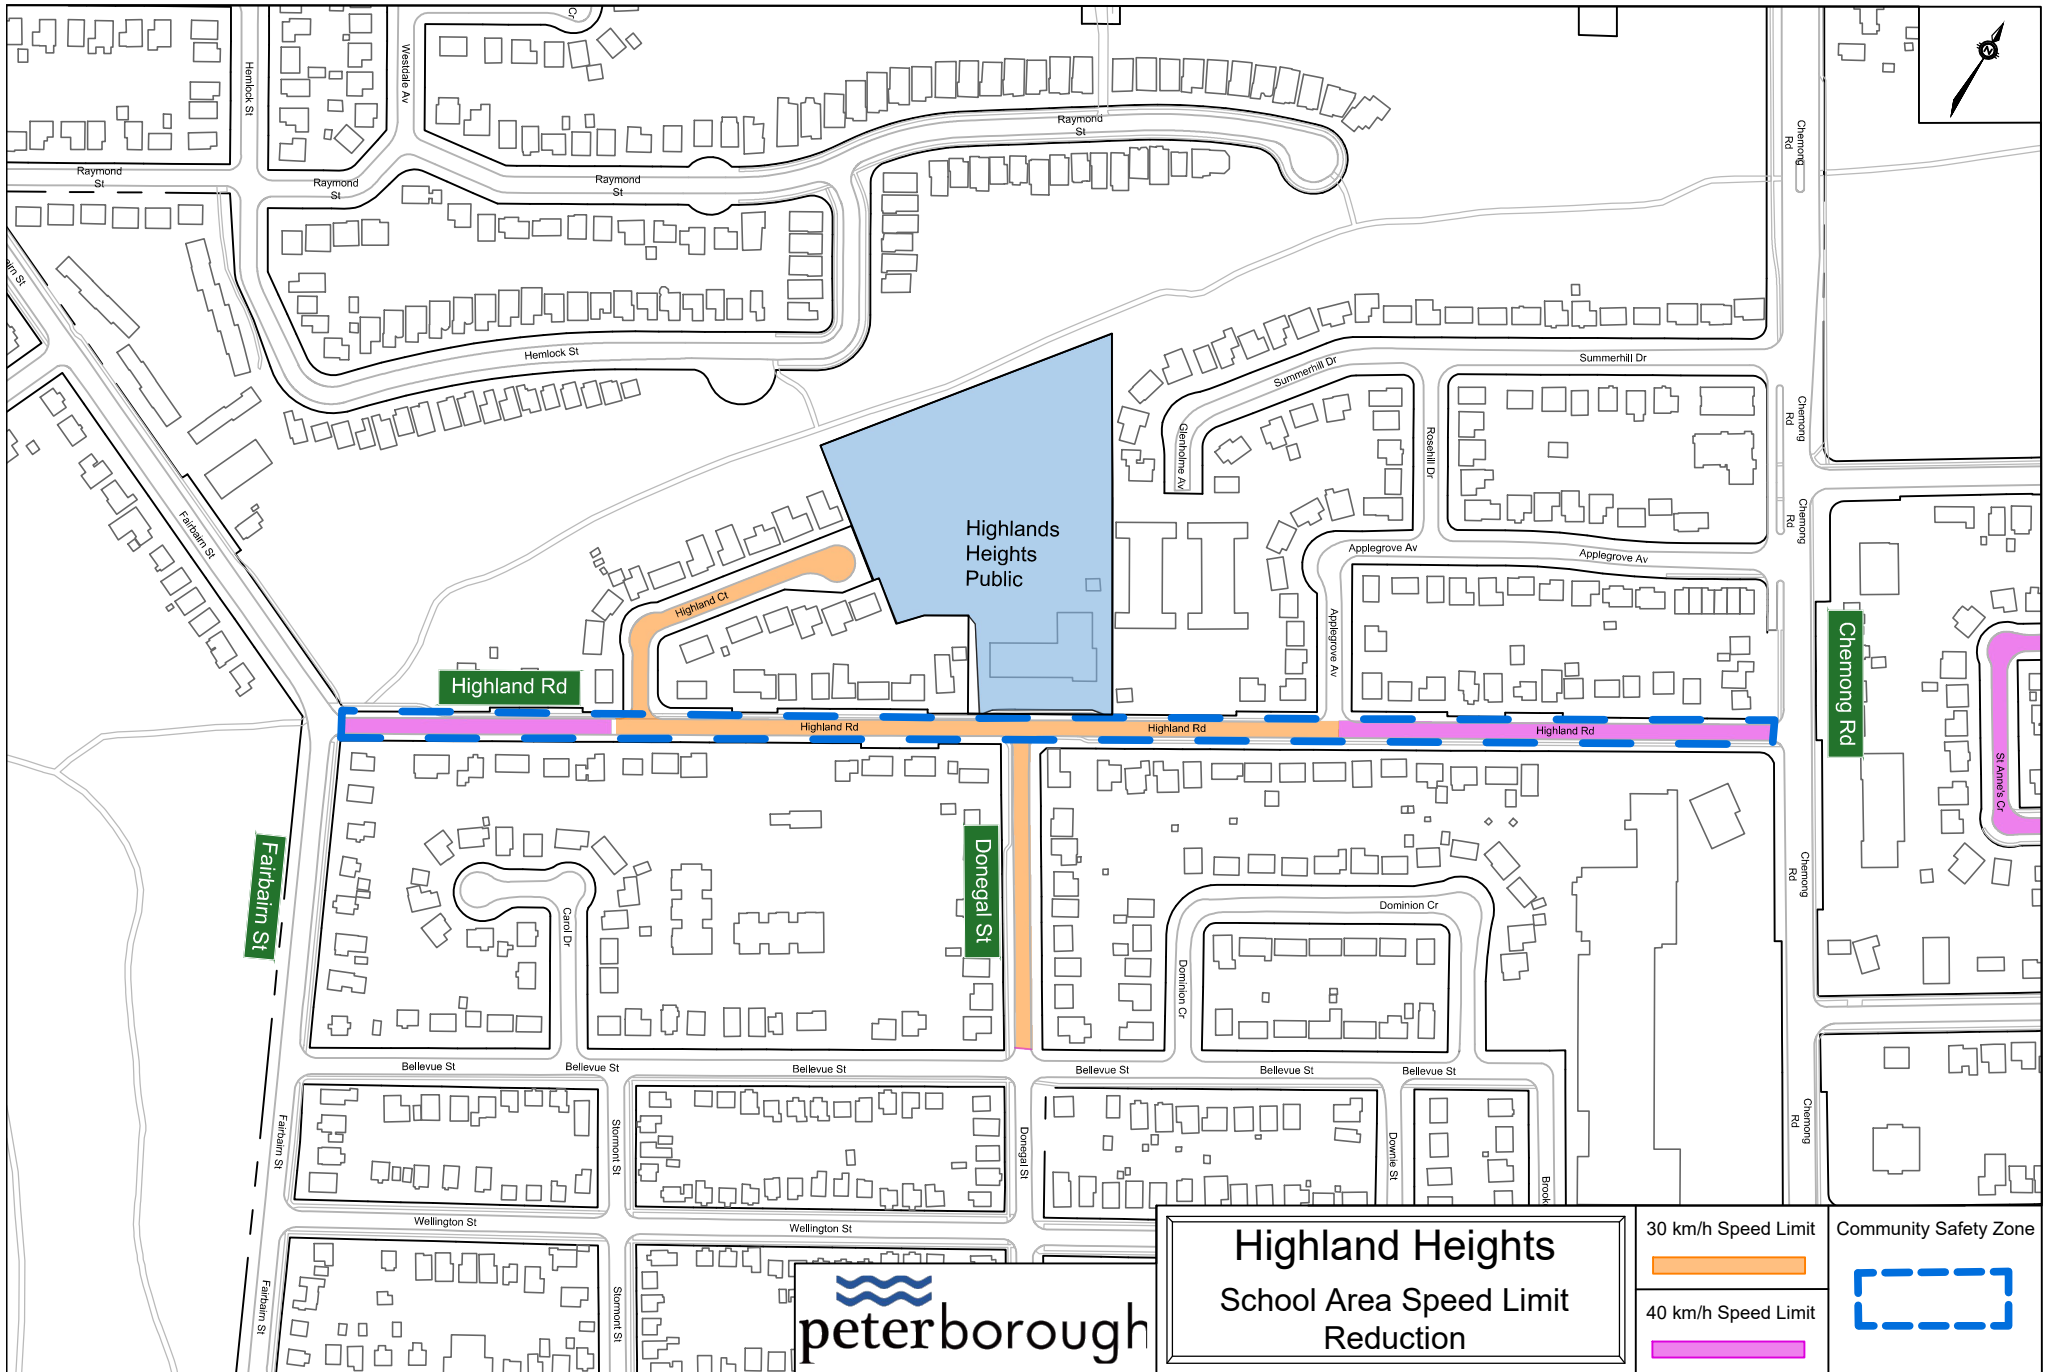 Cr
Hemlock St
Westdale Av
Raymond
St
Chemong
Rd
N
Raymond
St
Raymond
St
Raymond
St
Hemlock St
Summerhill Dr
Summerhill Dr
Chemong
Rd
Glenholme Av
Rosehill Dr
Fairbairn St
Chemong
Rd
Highlands
Heights
Public
Applegrove Av
Applegrove Av
Highland Ct
Applegrove Av
Chemong Rd
Highland Rd
Highland Rd
Highland Rd
Highland Rd
St Anne's Cr
Fairbairn St
Donegal St
Chemong
Rd
Carol Dr
Dominion Cr
Dominion Cr
Bellevue St
Bellevue St
Bellevue St
Bellevue St
Bellevue St
Bellevue St
Fairbairn St
Stormont St
Donegal St
Downie St
Chemong
Rd
Brook
Wellington St
Wellington St
Fairbairn St
Stormont St
peterborough
Highland Heights
School Area Speed Limit
Reduction
30 km/h Speed Limit
40 km/h Speed Limit
Community Safety Zone